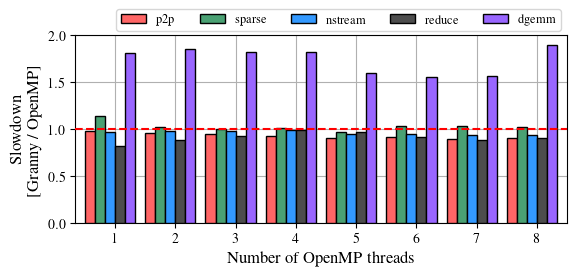 p2p sparse nstream reduce dgemm
2.0
1.5
1.0
0.5
0.0
Slowdown
[Granny / OpenMP]
1 2 3 4 5 6 7 8
Number of OpenMP threads